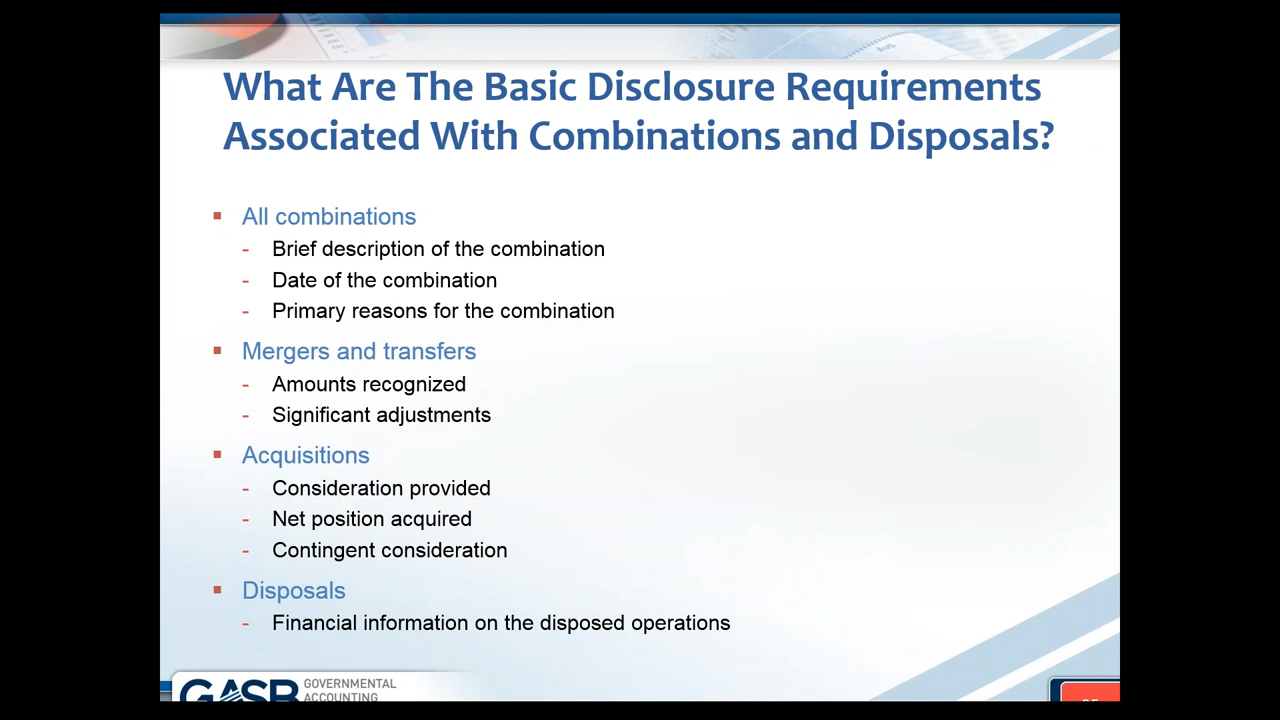 What Are The Basic Disclosure Requirements
Associated With Combinations and Disposals?
▪ All combinations
- Brief description of the combination
- Date of the combination
- Primary reasons for the combination
▪ Mergers and transfers
- Amounts recognized
- Significant adjustments
▪ Acquisitions
- Consideration provided
- Net position acquired
- Contingent consideration
▪ Disposals
- Financial information on the disposed operations
GASB GOVERNMENTAL
ACCOUNTING